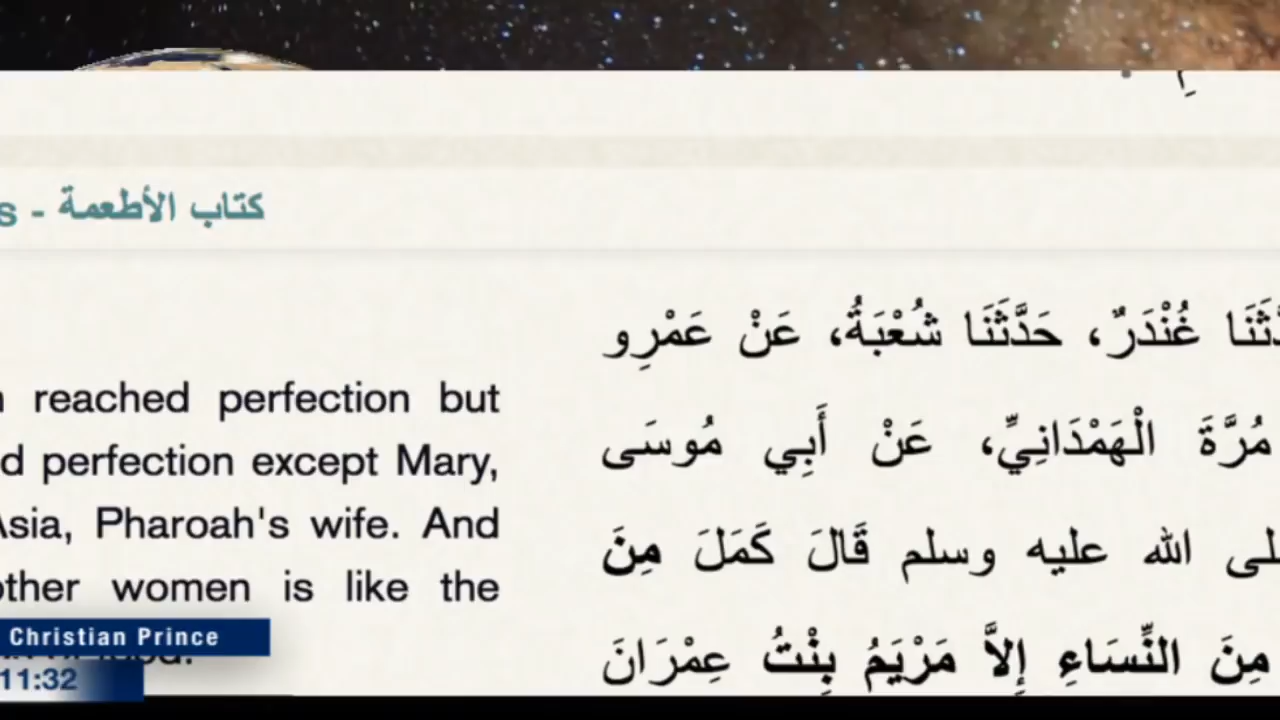 s - كتاب الأطعمة
reached perfection but
d perfection except Mary,
Asia, Pharoah's wife. And
other women is like the
food.
غُنْدَرٌ، حَدَّثَنَا شُعْبَةُ، عَنْ عَمْرِو
مُرَّةَ الْهَمْدَانِيِّ، عَنْ أَبِي مُوسَى
الله عليه وسلم قَالَ كَمَلَ مِنَ
مِنَ النِّسَاءِ إِلاَّ مَرْيَمُ بِنْتُ عِمْرَانَ
Christian Prince
11:32